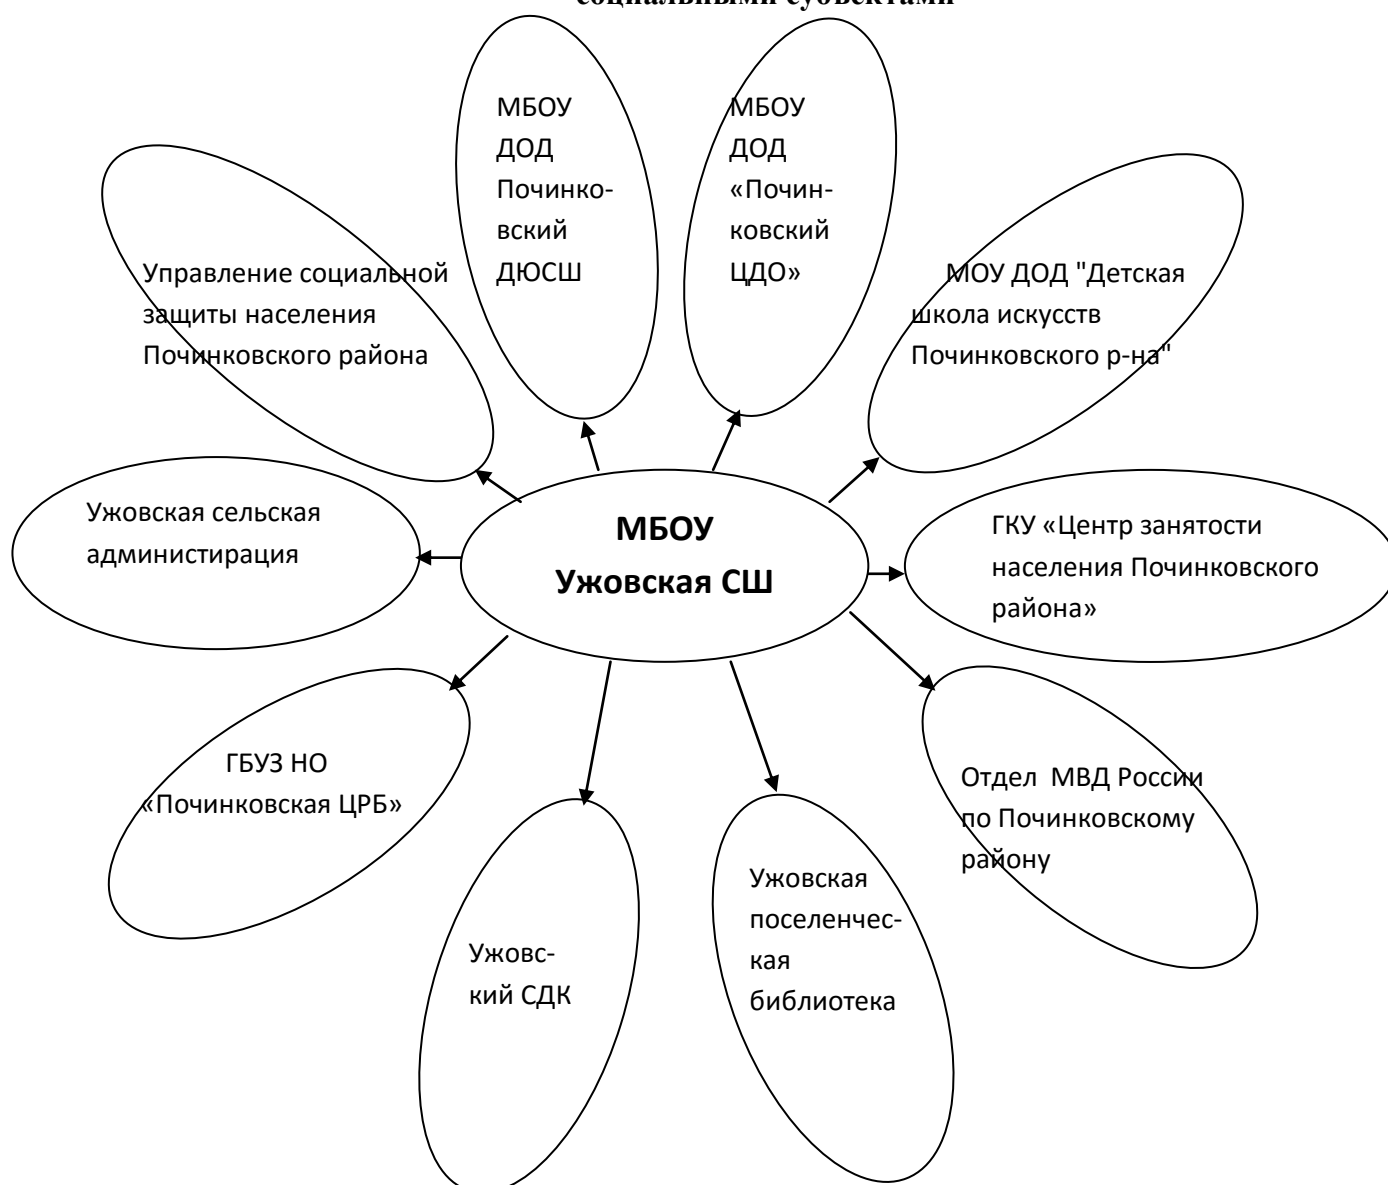 социальными субъектами
МБОУ
ДОД
Починко-
вский
ДЮСШ
МБОУ
ДОД
«Почин-
ковский
ЦДО»
Управление социальной
защиты населения
Починковского района
МОУ ДОД "Детская
школа искусств
Починковского р-на"
Ужовская сельская
администирация
МБОУ
Ужовская СШ
ГКУ «Центр занятости
населения Починковского
района»
ГБУЗ НО
«Починковская ЦРБ»
Отдел  МВД России
по Починковскому
району
Ужовс-
кий СДК
Ужовская
поселенчес-
кая
библиотека